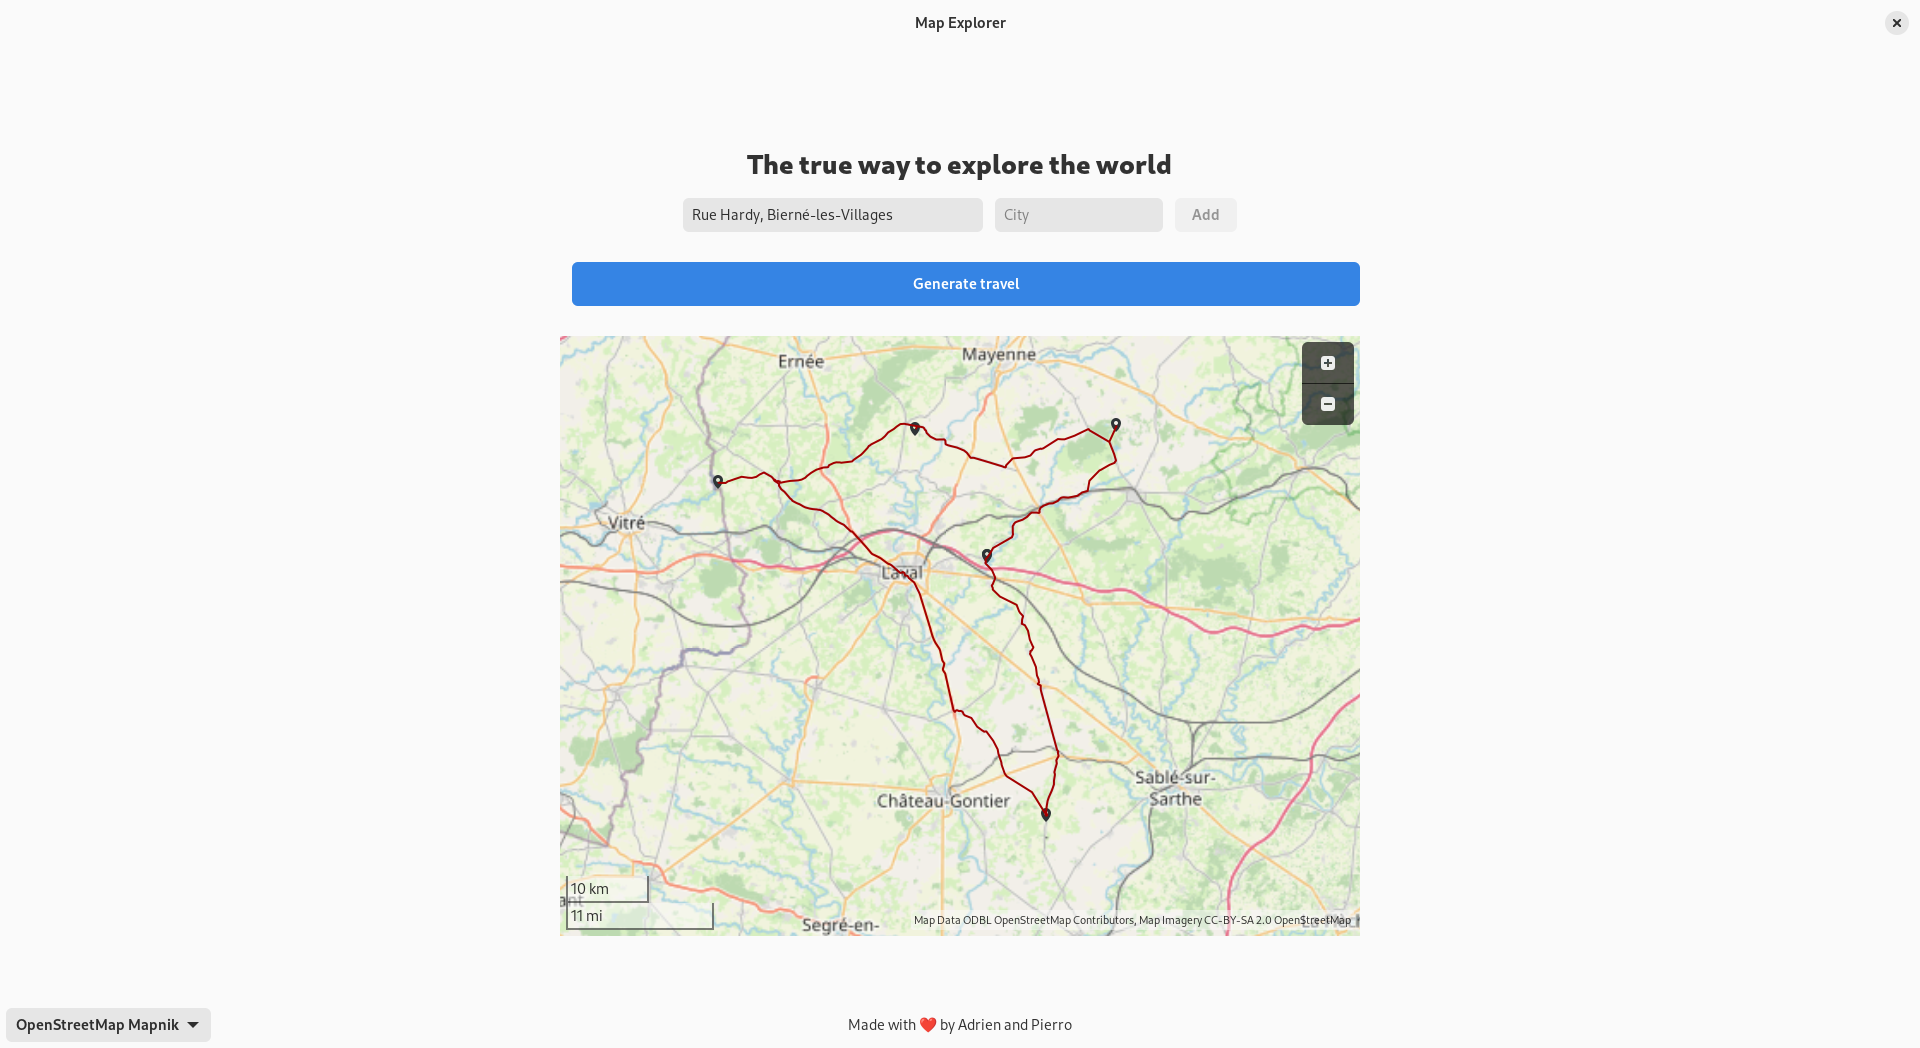 Map Explorer
The true way to explore the world
Rue Hardy, Bierné-les-Villages
City
Add
Generate travel
Ernée
Mayenne
Vitré
Laval
Château-Gontier
Sablé-sur-
Sarthe
10 km
11 mi
Segré-en-
Map Data ODBL OpenStreetMap Contributors, Map Imagery CC-BY-SA 2.0 OpenStreetMap
OpenStreetMap Mapnik
Made with ❤️ by Adrien and Pierro